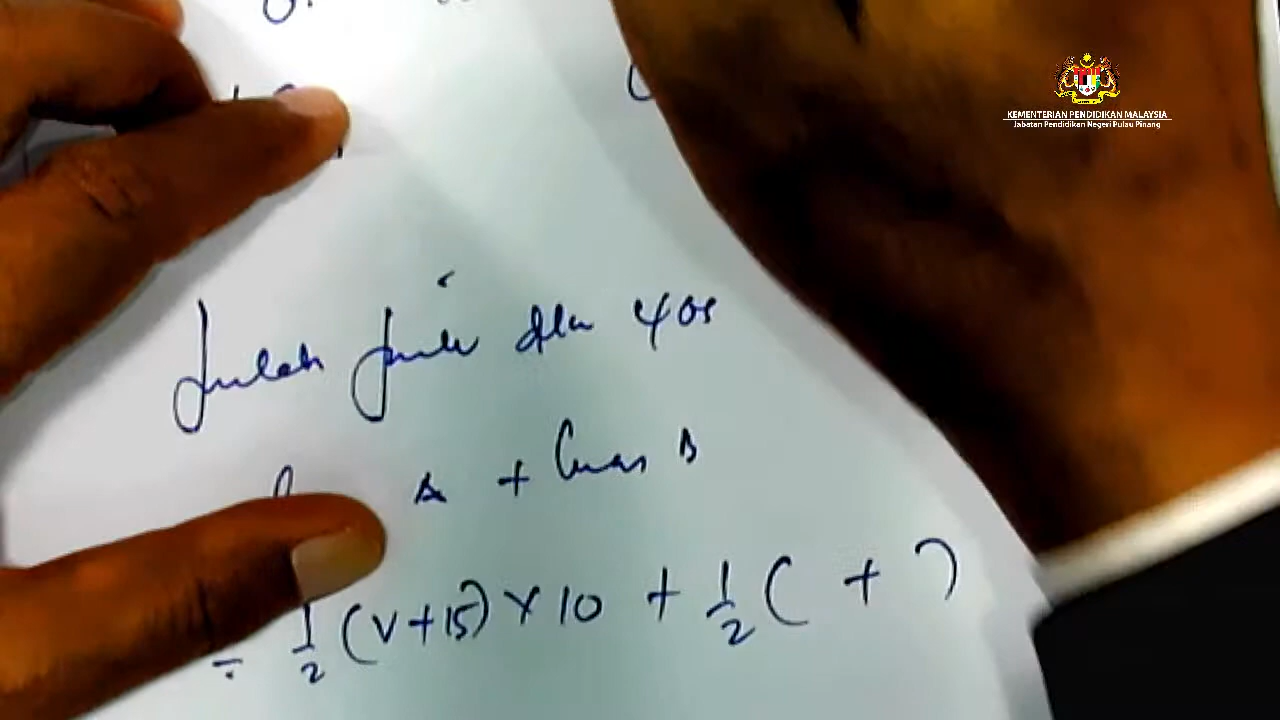 KEMENTERIAN PENDIDIKAN MALAYSIA
Jabatan Pendidikan Negeri Pulau Pinang
Jumlah jarak dlm 40s
A + Luas B
= 1/2 (V+15) × 10 + 1/2 ( + )